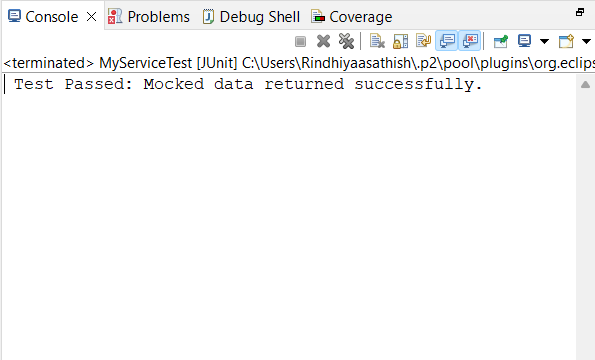 Console Problems Debug Shell Coverage
<terminated> MyServiceTest [JUnit] C:\Users\Rindhiyaasathish\.p2\pool\plugins\org.eclips
Test Passed: Mocked data returned successfully.